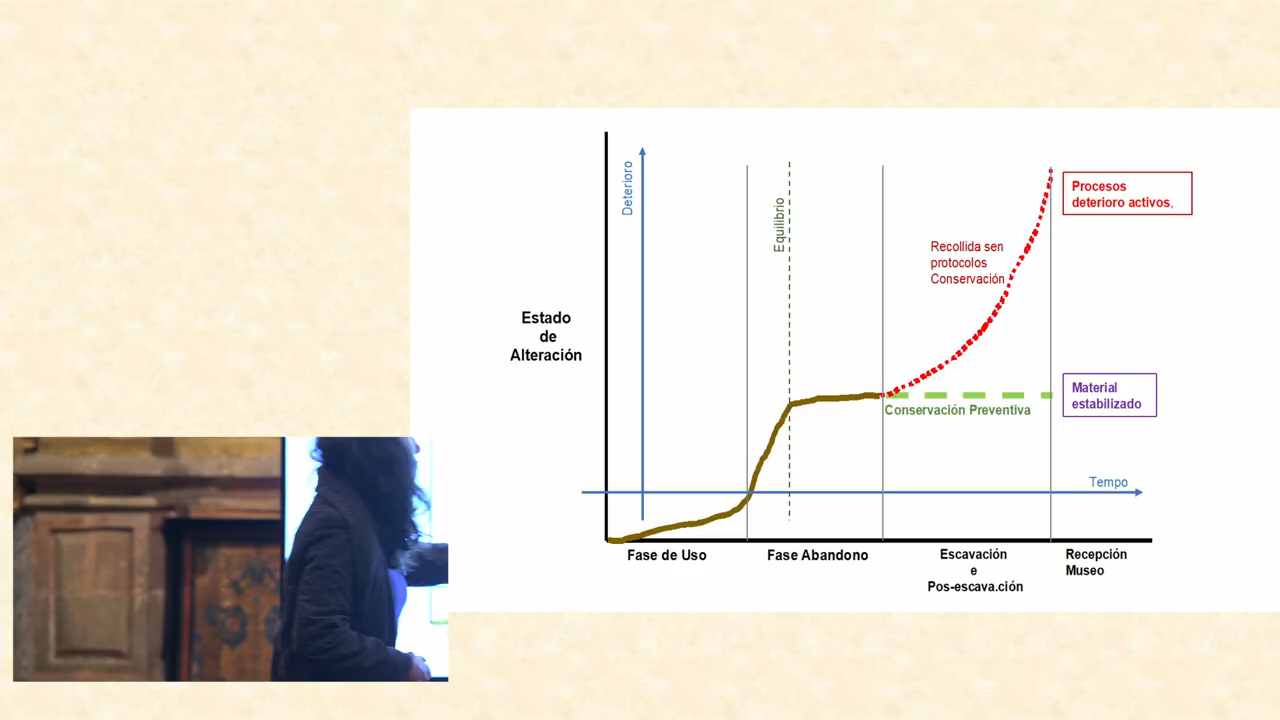 Deterioro
Equilibrio
Procesos
deterioro activos,
Recollida sen
protocolos
Conservación
Estado
de
Alteración
Material
estabilizado
Conservación Preventiva
Tempo
Fase de Uso
Fase Abandono
Escavación
e
Pos-escava.ción
Recepción
Museo